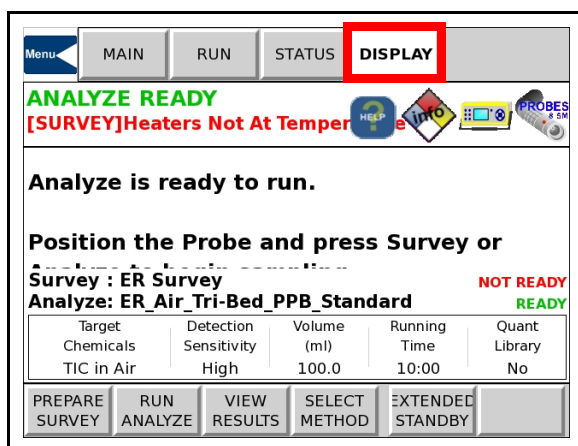 Menu
MAIN
RUN
STATUS
DISPLAY
ANALYZE READY
[SURVEY]Heaters Not At Temper e
HELP
info
PROBES
& SM
Analyze is ready to run.
Position the Probe and press Survey or
Survey : ER Survey
NOT READY
Analyze: ER_Air_Tri-Bed_PPB_Standard
READY
Target Detection Volume Running Quant
Chemicals Sensitivity (ml) Time Library
TIC in Air High 100.0 10:00 No
PREPARE RUN VIEW SELECT EXTENDED
SURVEY ANALYZE RESULTS METHOD STANDBY